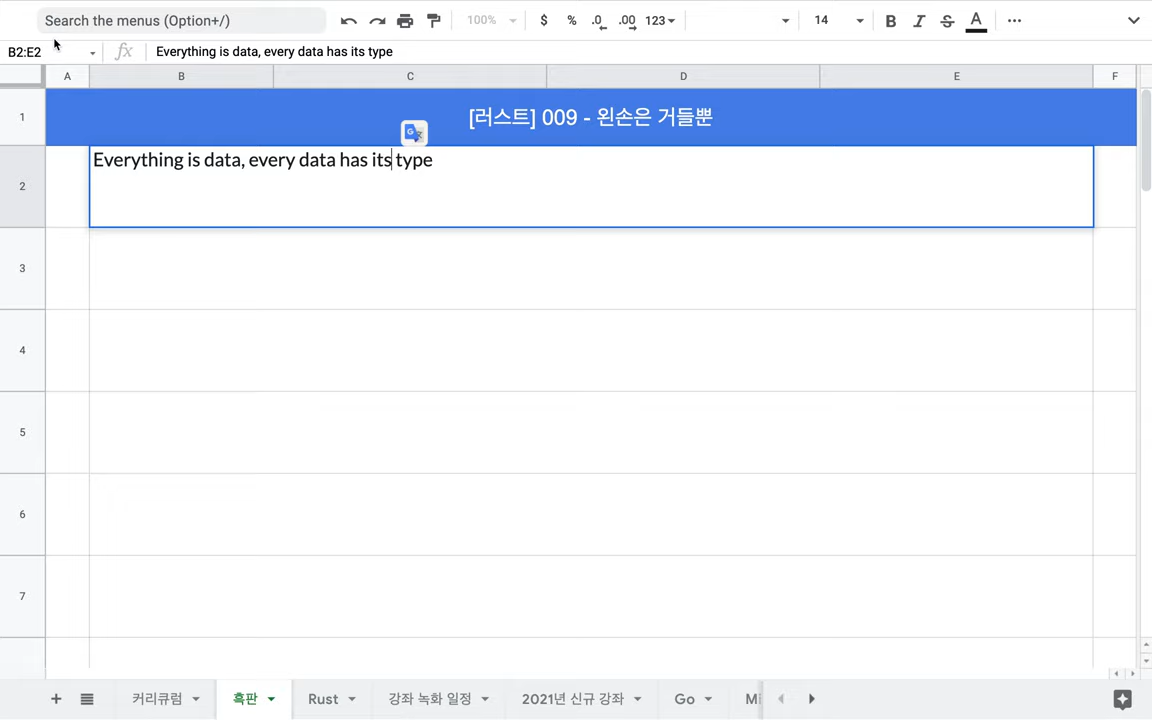 Search the menus (Option+/)
100%
$
%
.0
.00
123
14
B
I
S
A
B2:E2
fx
Everything is data, every data has its type
A
B
C
D
E
F
1
[러스트] 009 - 왼손은 거들뿐
2
Everything is data, every data has its type
3
4
5
6
7
커리큐럼
흑판
Rust
강좌 녹화 일정
2021년 신규 강좌
Go